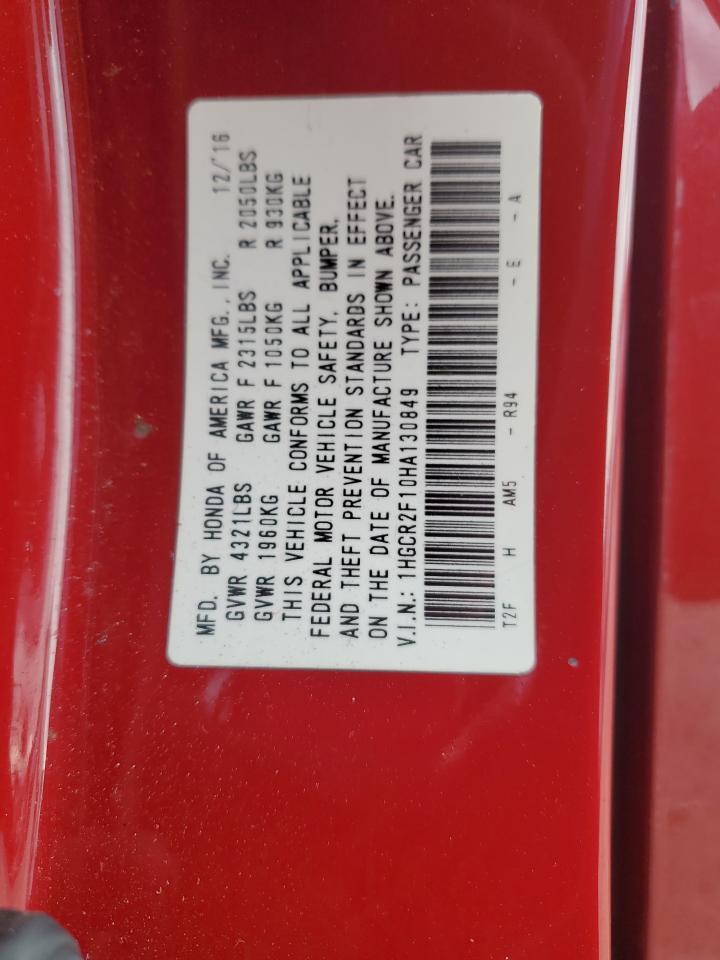 MFD. BY HONDA OF AMERICA MFG., INC. 12/'16
GVWR 4321LBS GAWR F 2315LBS R 2050LBS
GVWR 1960KG GAWR F 1050KG R 930KG
THIS VEHICLE CONFORMS TO ALL APPLICABLE
FEDERAL MOTOR VEHICLE SAFETY, BUMPER,
AND THEFT PREVENTION STANDARDS IN EFFECT
ON THE DATE OF MANUFACTURE SHOWN ABOVE.
V.I.N.: 1HGCR2F10HA130849 TYPE: PASSENGER CAR
T2F H AM5 - R94 - E - A